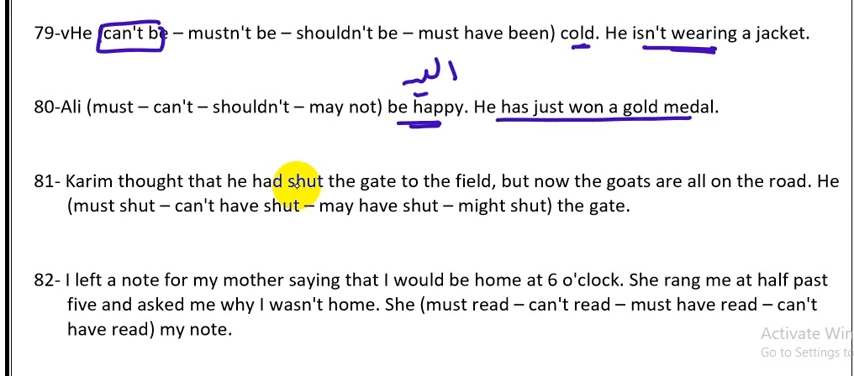 79-vHe (can't be – mustn't be – shouldn't be – must have been) cold. He isn't wearing a jacket.
80-Ali (must – can't – shouldn't – may not) be happy. He has just won a gold medal.
81- Karim thought that he had shut the gate to the field, but now the goats are all on the road. He
(must shut – can't have shut – may have shut – might shut) the gate.
82- I left a note for my mother saying that I would be home at 6 o'clock. She rang me at half past
five and asked me why I wasn't home. She (must read – can't read – must have read – can't
have read) my note.
Activate Win
Go to Settings to